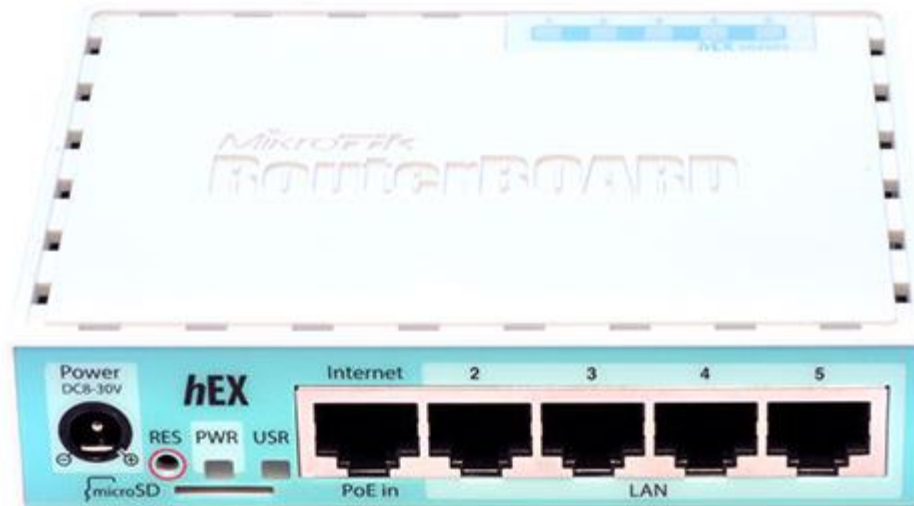 MikroTik
RouterBOARD
Power
DC8-30V
hEX
RES
PWR
USR
microSD
Internet
2
3
4
5
PoE in
LAN